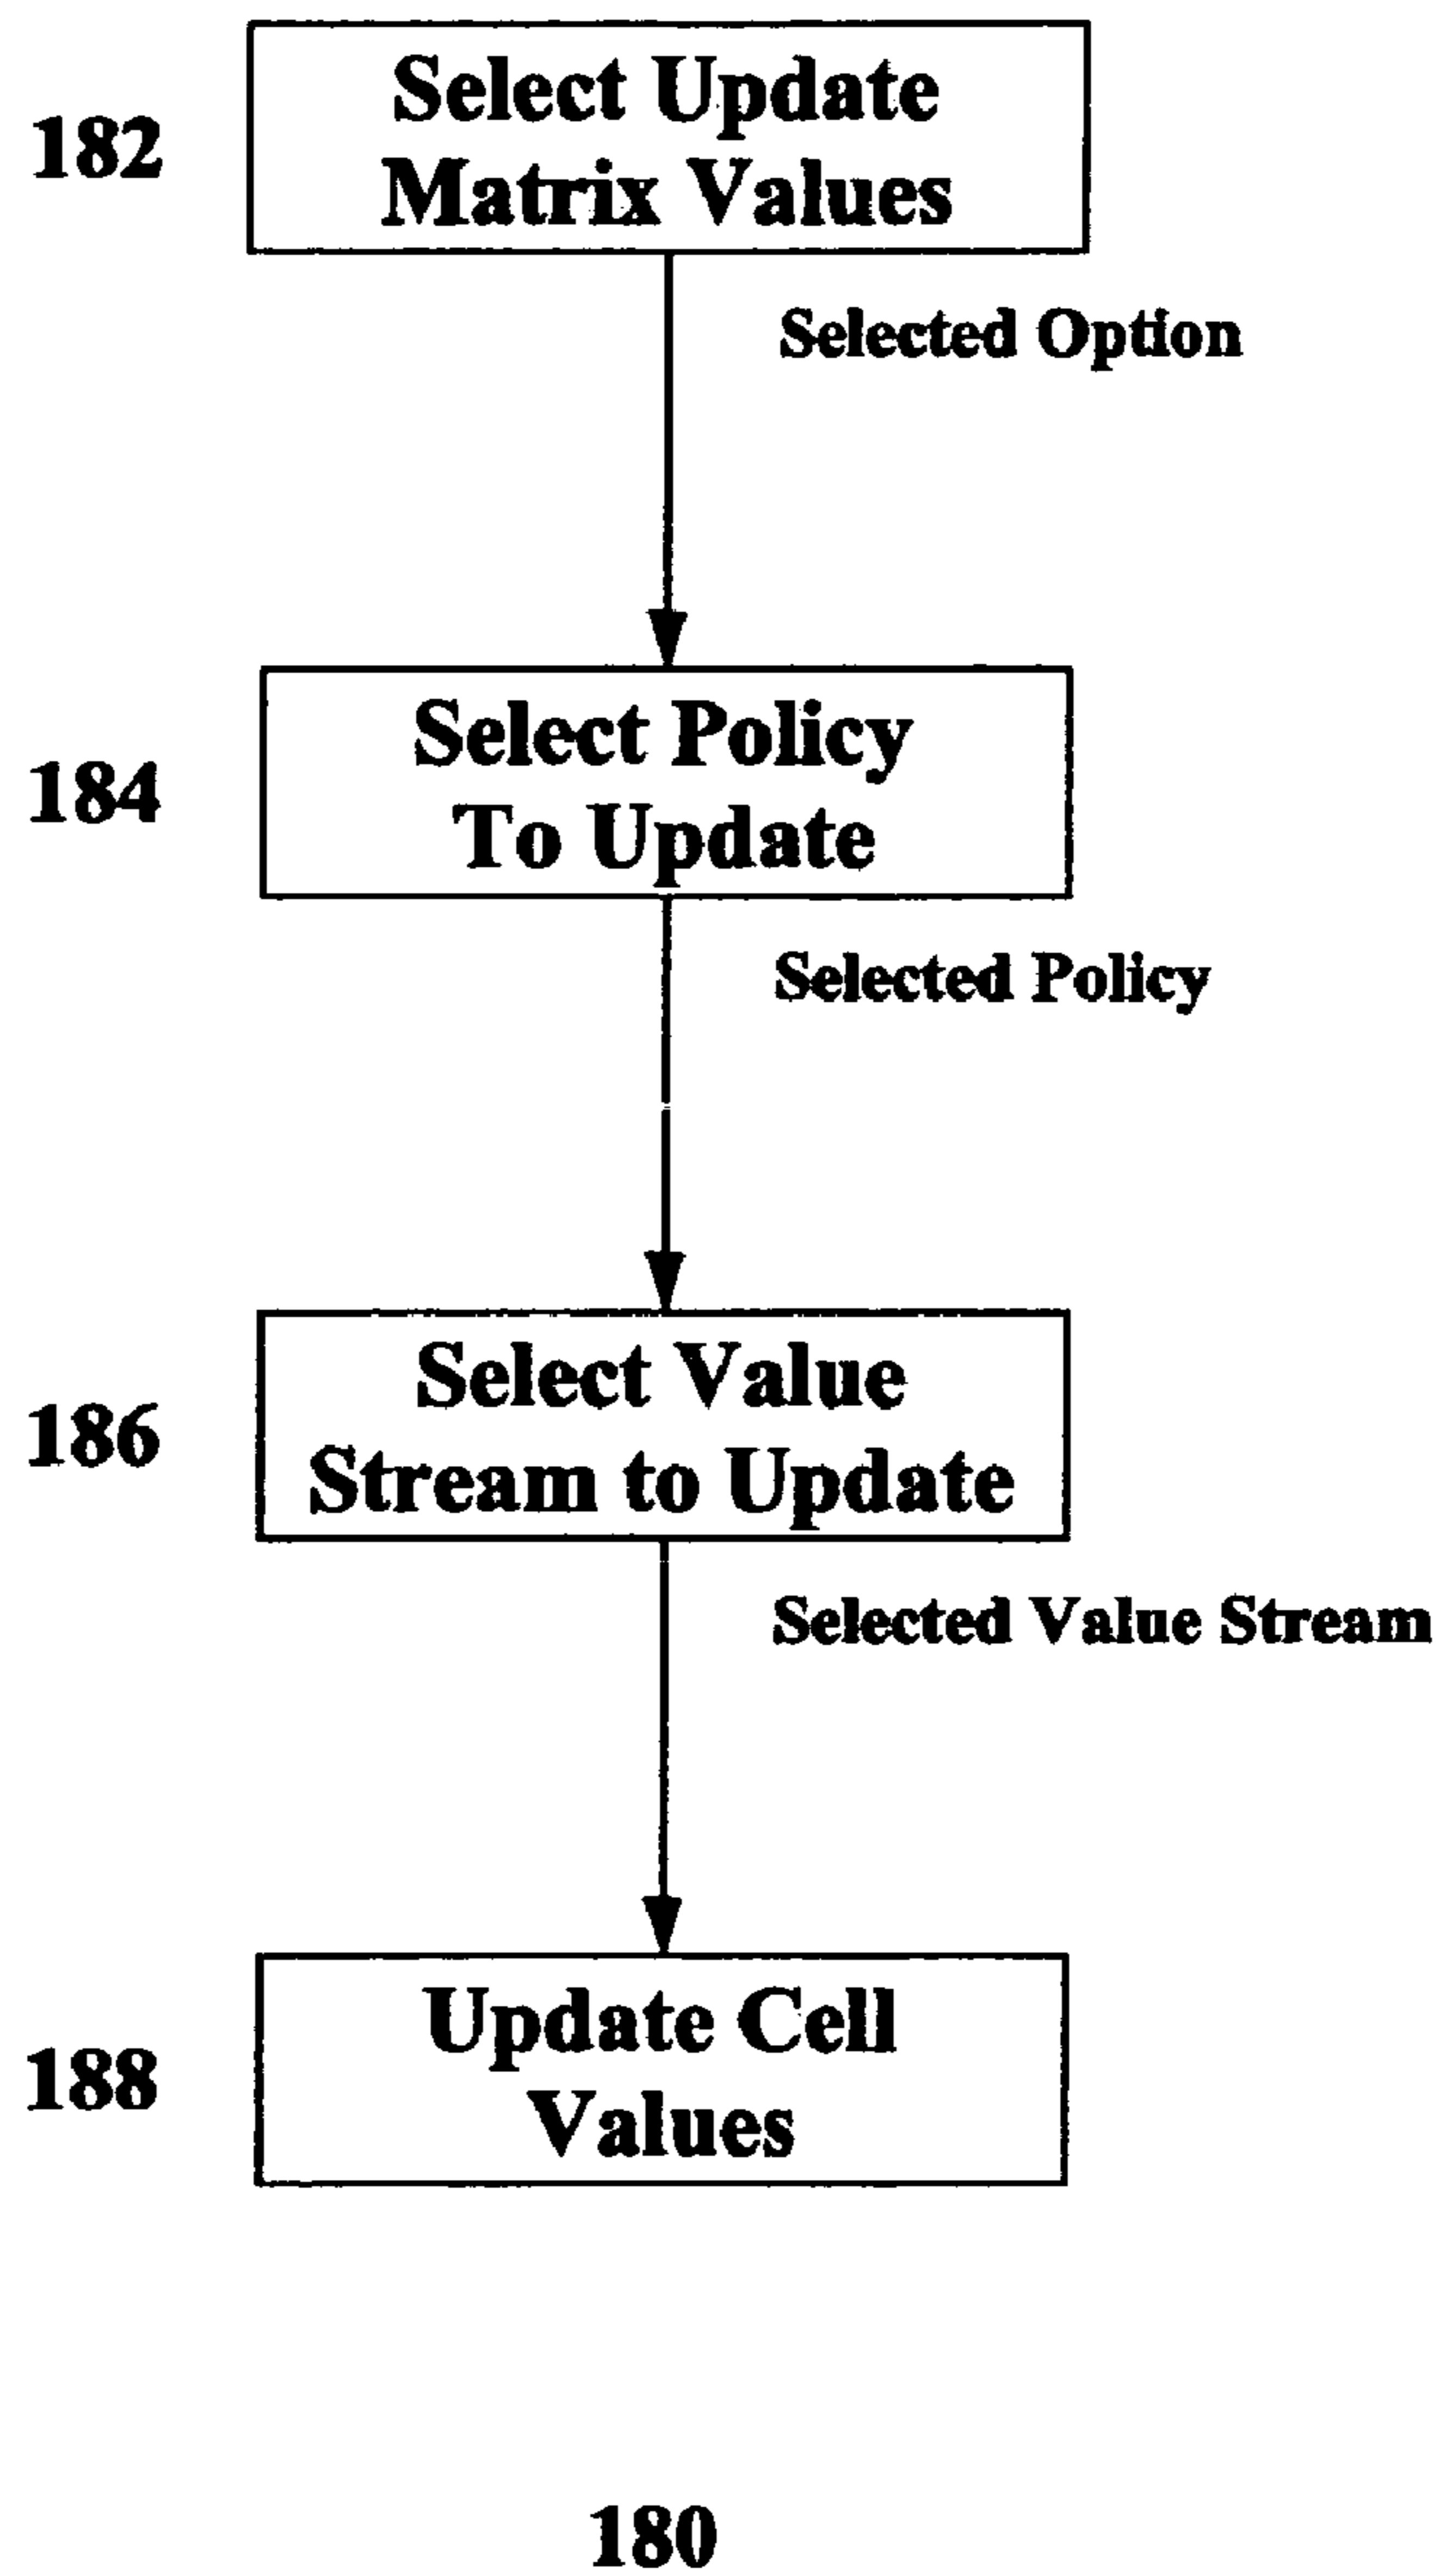 Select Update
182
Matrix Values
Selected Option
Select Policy
184
To Update
Selected Policy
Select Value
186
Stream to Update
Selected Value Stream
Update Cell
188
Values
180